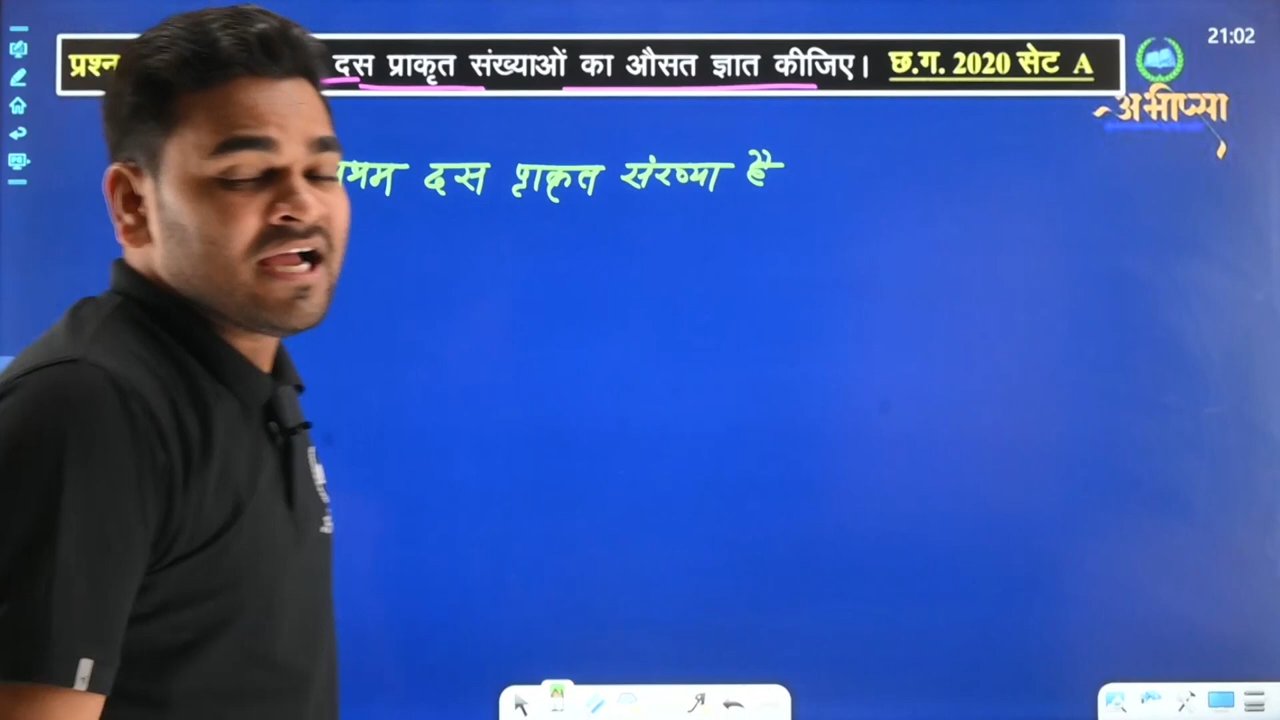 प्रश्न दस प्राकृत संख्याओं का औसत ज्ञात कीजिए। छ.ग. 2020 सेट A
21:02
अभीप्सा
दस प्राकृत संख्या है